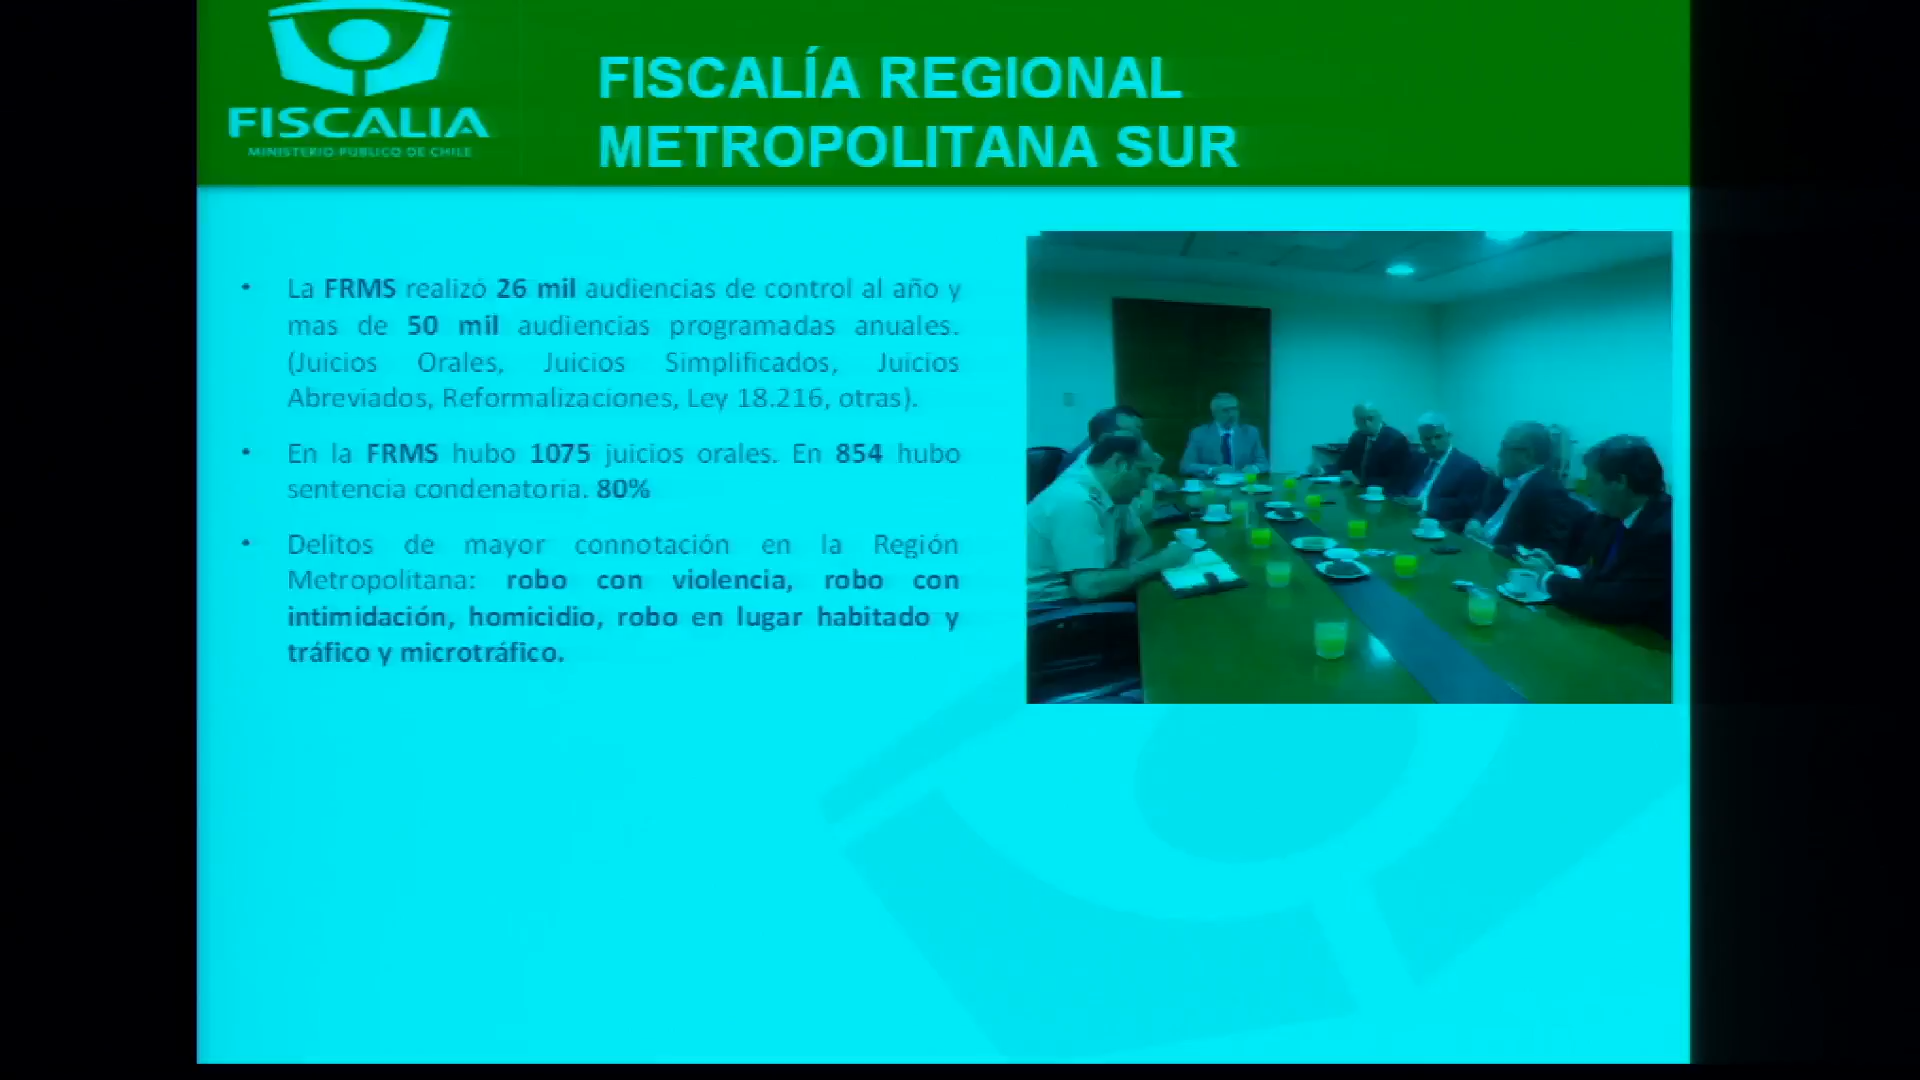 FISCALIA
MINISTERIO PUBLICO DE CHILE
FISCALÍA REGIONAL
METROPOLITANA SUR
• La FRMS realizó 26 mil audiencias de control al año y
mas de 50 mil audiencias programadas anuales.
(Juicios Orales, Juicios Simplificados, Juicios
Abreviados, Reformalizaciones, Ley 18.216, otras).
• En la FRMS hubo 1075 juicios orales. En 854 hubo
sentencia condenatoria. 80%
• Delitos de mayor connotación en la Región
Metropolitana: robo con violencia, robo con
intimidación, homicidio, robo en lugar habitado y
tráfico y microtráfico.